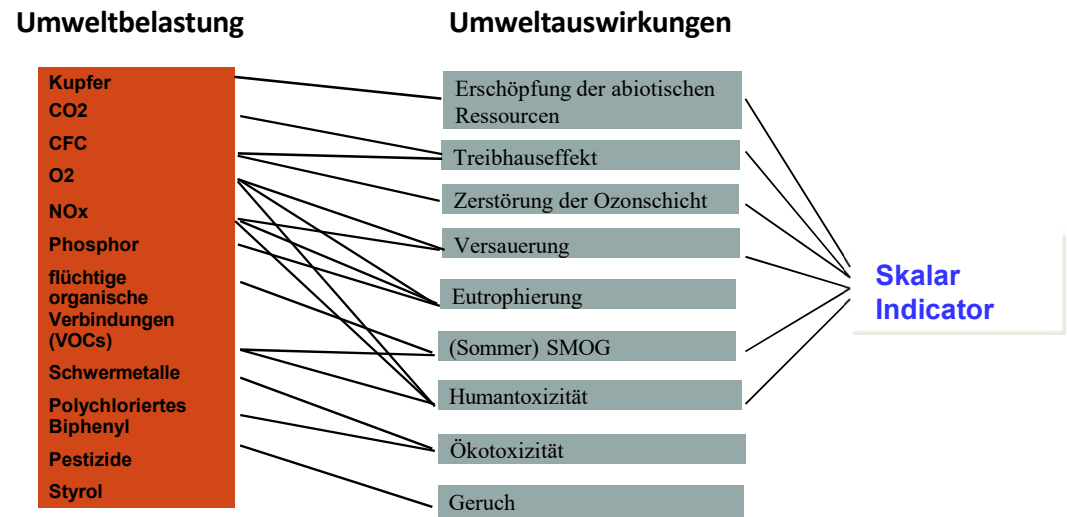 Umweltbelastung
Umweltauswirkungen
Kupfer
CO2
CFC
O2
NOx
Phosphor
flüchtige
organische
Verbindungen
(VOCs)
Schwermetalle
Polychloriertes
Biphenyl
Pestizide
Styrol
Erschöpfung der abiotischen
Ressourcen
Treibhauseffekt
Zerstörung der Ozonschicht
Versauerung
Eutrophierung
(Sommer) SMOG
Humantoxizität
Ökotoxizität
Geruch
Skalar
Indicator